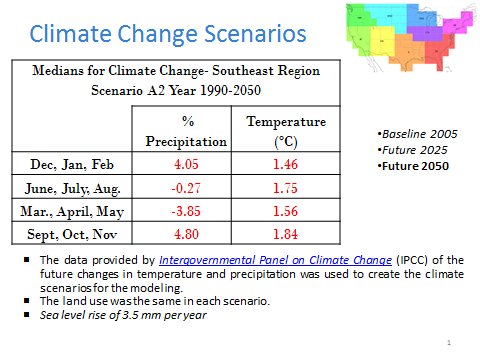 Climate Change Scenarios
Medians for Climate Change- Southeast Region
Scenario A2 Year 1990-2050
% Precipitation Temperature (°C)
Dec, Jan, Feb 4.05 1.46
June, July, Aug. -0.27 1.75
Mar., April, May -3.85 1.56
Sept, Oct, Nov 4.80 1.84
•Baseline 2005
•Future 2025
•Future 2050
▪ The data provided by Intergovernmental Panel on Climate Change (IPCC) of the
future changes in temperature and precipitation was used to create the climate
scenarios for the modeling.
▪ The land use was the same in each scenario.
▪ Sea level rise of 3.5 mm per year
1